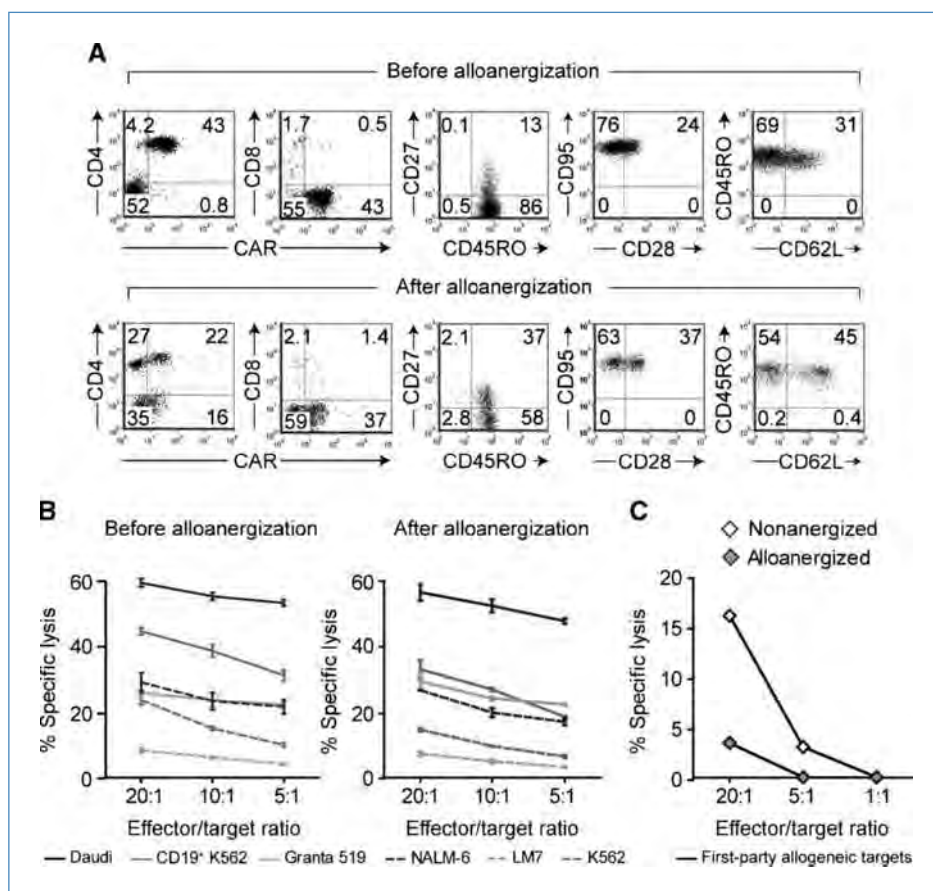 A
Before alloanergization
4.2 43
52 0.8
CD4
1.7 0.5
55 43
CD8
CAR
0.1 13
0.5 86
CD27
CD45RO
76 24
0 0
CD95
CD28
69 31
0 0
CD45RO
CD62L
After alloanergization
27 22
35 16
CD4
2.1 1.4
59 37
CD8
CAR
2.1 37
2.8 58
CD27
CD45RO
63 37
0 0
CD95
CD28
54 45
0.2 0.4
CD45RO
CD62L
B
Before alloanergization
% Specific lysis
60
40
20
0
20:1 10:1 5:1
Effector/target ratio
After alloanergization
% Specific lysis
60
40
20
0
20:1 10:1 5:1
Effector/target ratio
Daudi CD19⁺ K562 Granta 519 NALM-6 LM7 K562
C
Nonanergized
Alloanergized
% Specific lysis
20
15
10
5
0
20:1 5:1 1:1
Effector/target ratio
First-party allogeneic targets